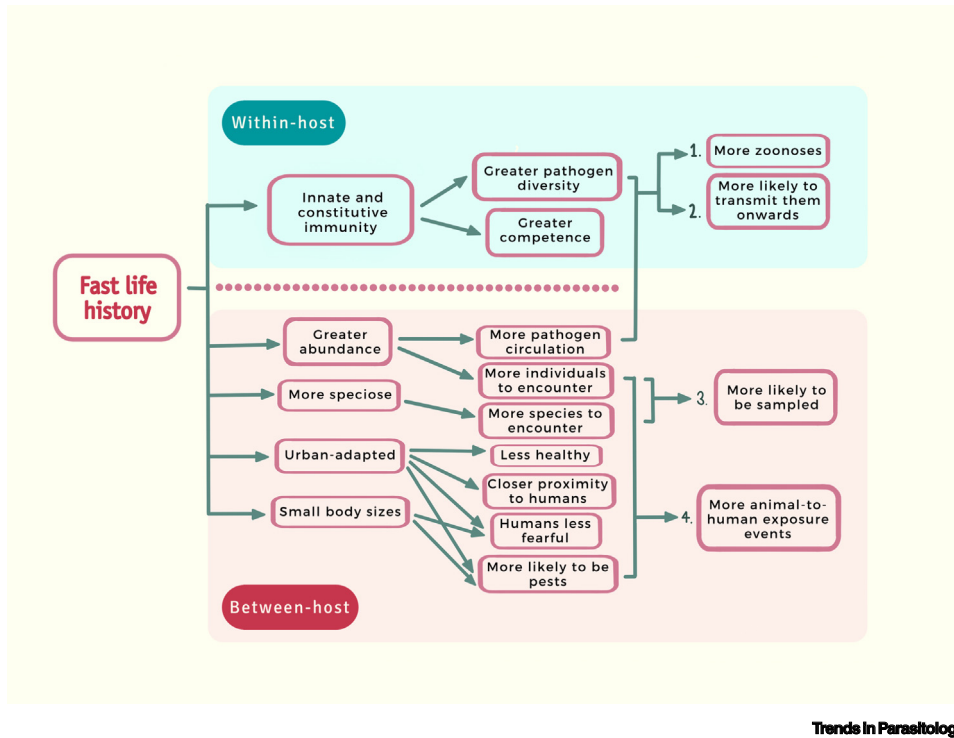 Within-host
Innate and
constitutive
immunity
Greater pathogen
diversity
Greater
competence
1.
More zoonoses
2.
More likely to
transmit them
onwards
Fast life
history
Greater
abundance
More pathogen
circulation
More individuals
to encounter
More speciose
More species to
encounter
3.
More likely to
be sampled
Urban-adapted
Less healthy
Closer proximity
to humans
Small body sizes
Humans less
fearful
More likely to be
pests
4.
More animal-to-
human exposure
events
Between-host
Trends in Parasitolog